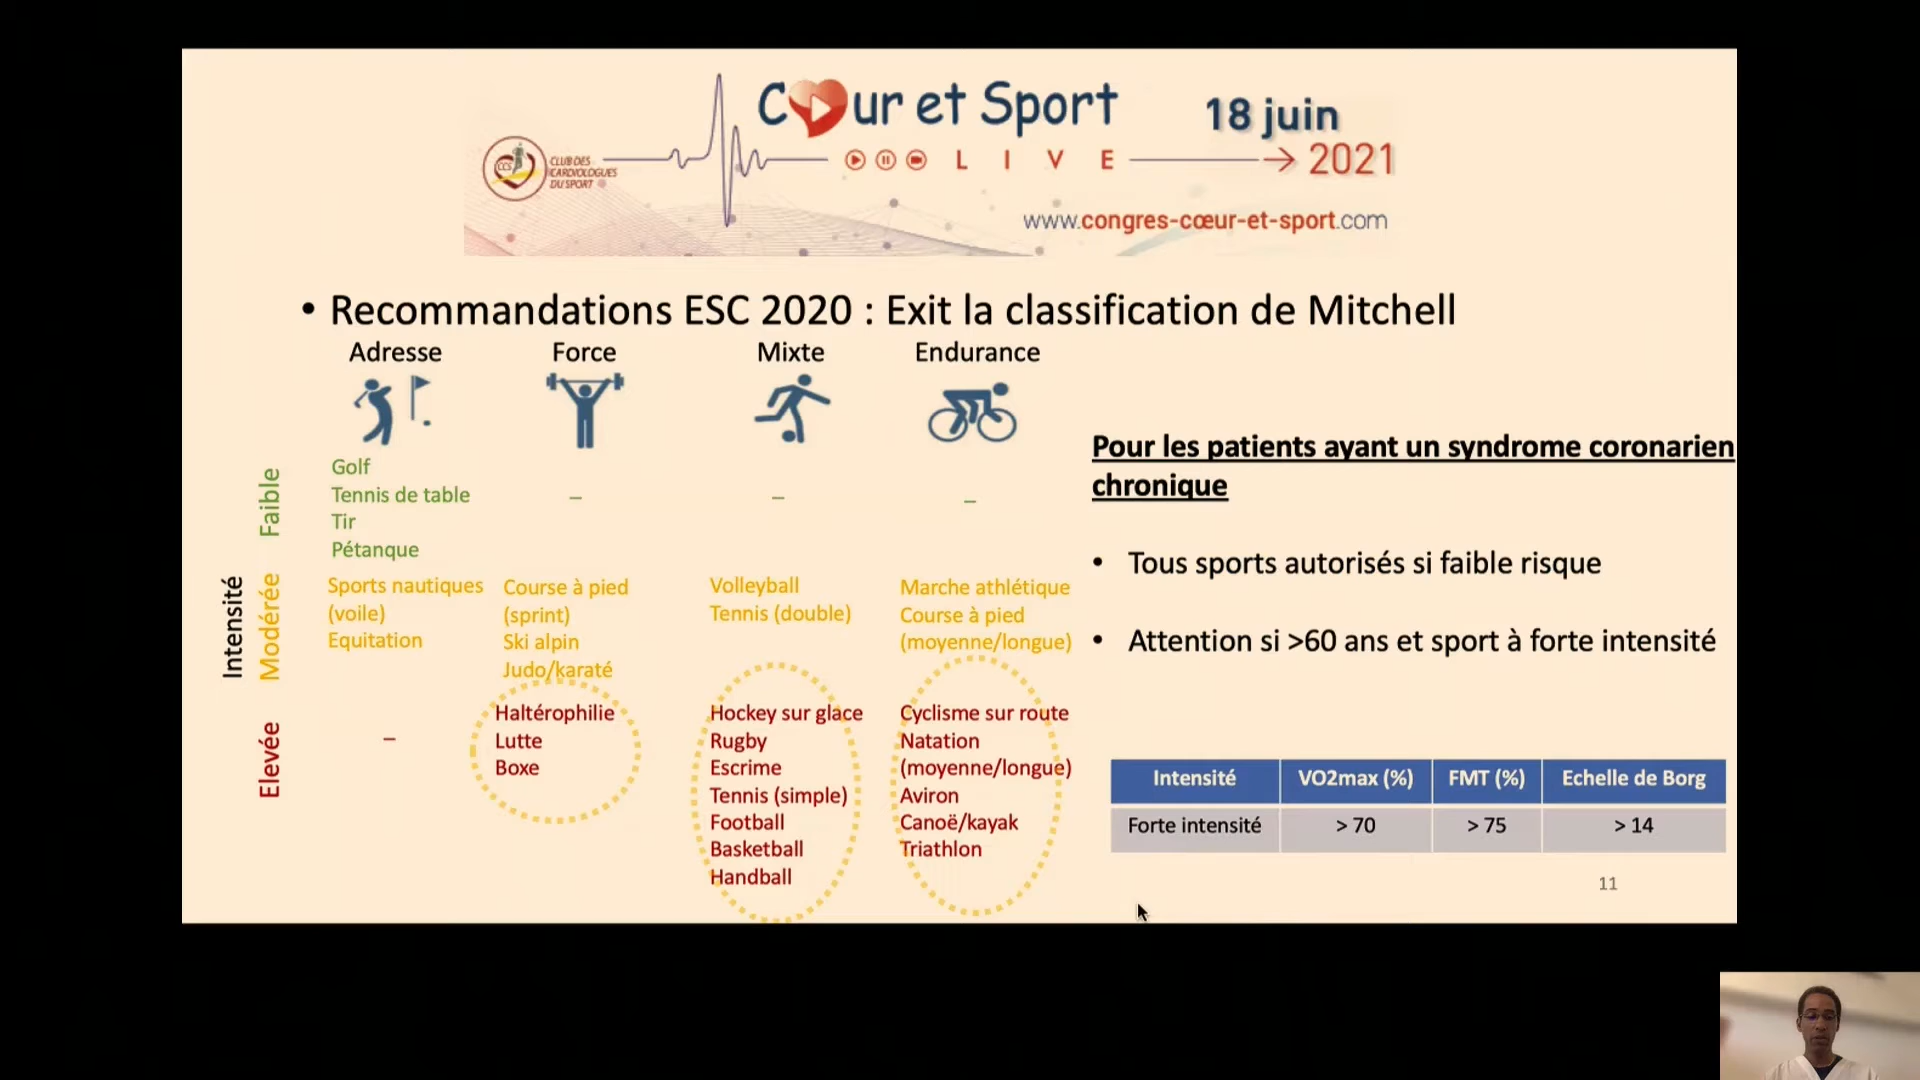 Cœur et Sport
18 juin
CCS
CLUB DES
CARDIOLOGUES
DU SPORT
LIVE
2021
www.congres-cœur-et-sport.com
• Recommandations ESC 2020 : Exit la classification de Mitchell
Adresse
Force
Mixte
Endurance
Intensité
Faible
Golf
Tennis de table
Tir
Pétanque
–
–
–
Modérée
Sports nautiques
(voile)
Equitation
Course à pied
(sprint)
Ski alpin
Judo/karaté
Volleyball
Tennis (double)
Marche athlétique
Course à pied
(moyenne/longue)
Elevée
–
Haltérophilie
Lutte
Boxe
Hockey sur glace
Rugby
Escrime
Tennis (simple)
Football
Basketball
Handball
Cyclisme sur route
Natation
(moyenne/longue)
Aviron
Canoë/kayak
Triathlon
Pour les patients ayant un syndrome coronarien
chronique
• Tous sports autorisés si faible risque
• Attention si >60 ans et sport à forte intensité
Intensité VO2max (%) FMT (%) Echelle de Borg
Forte intensité > 70 > 75 > 14
11